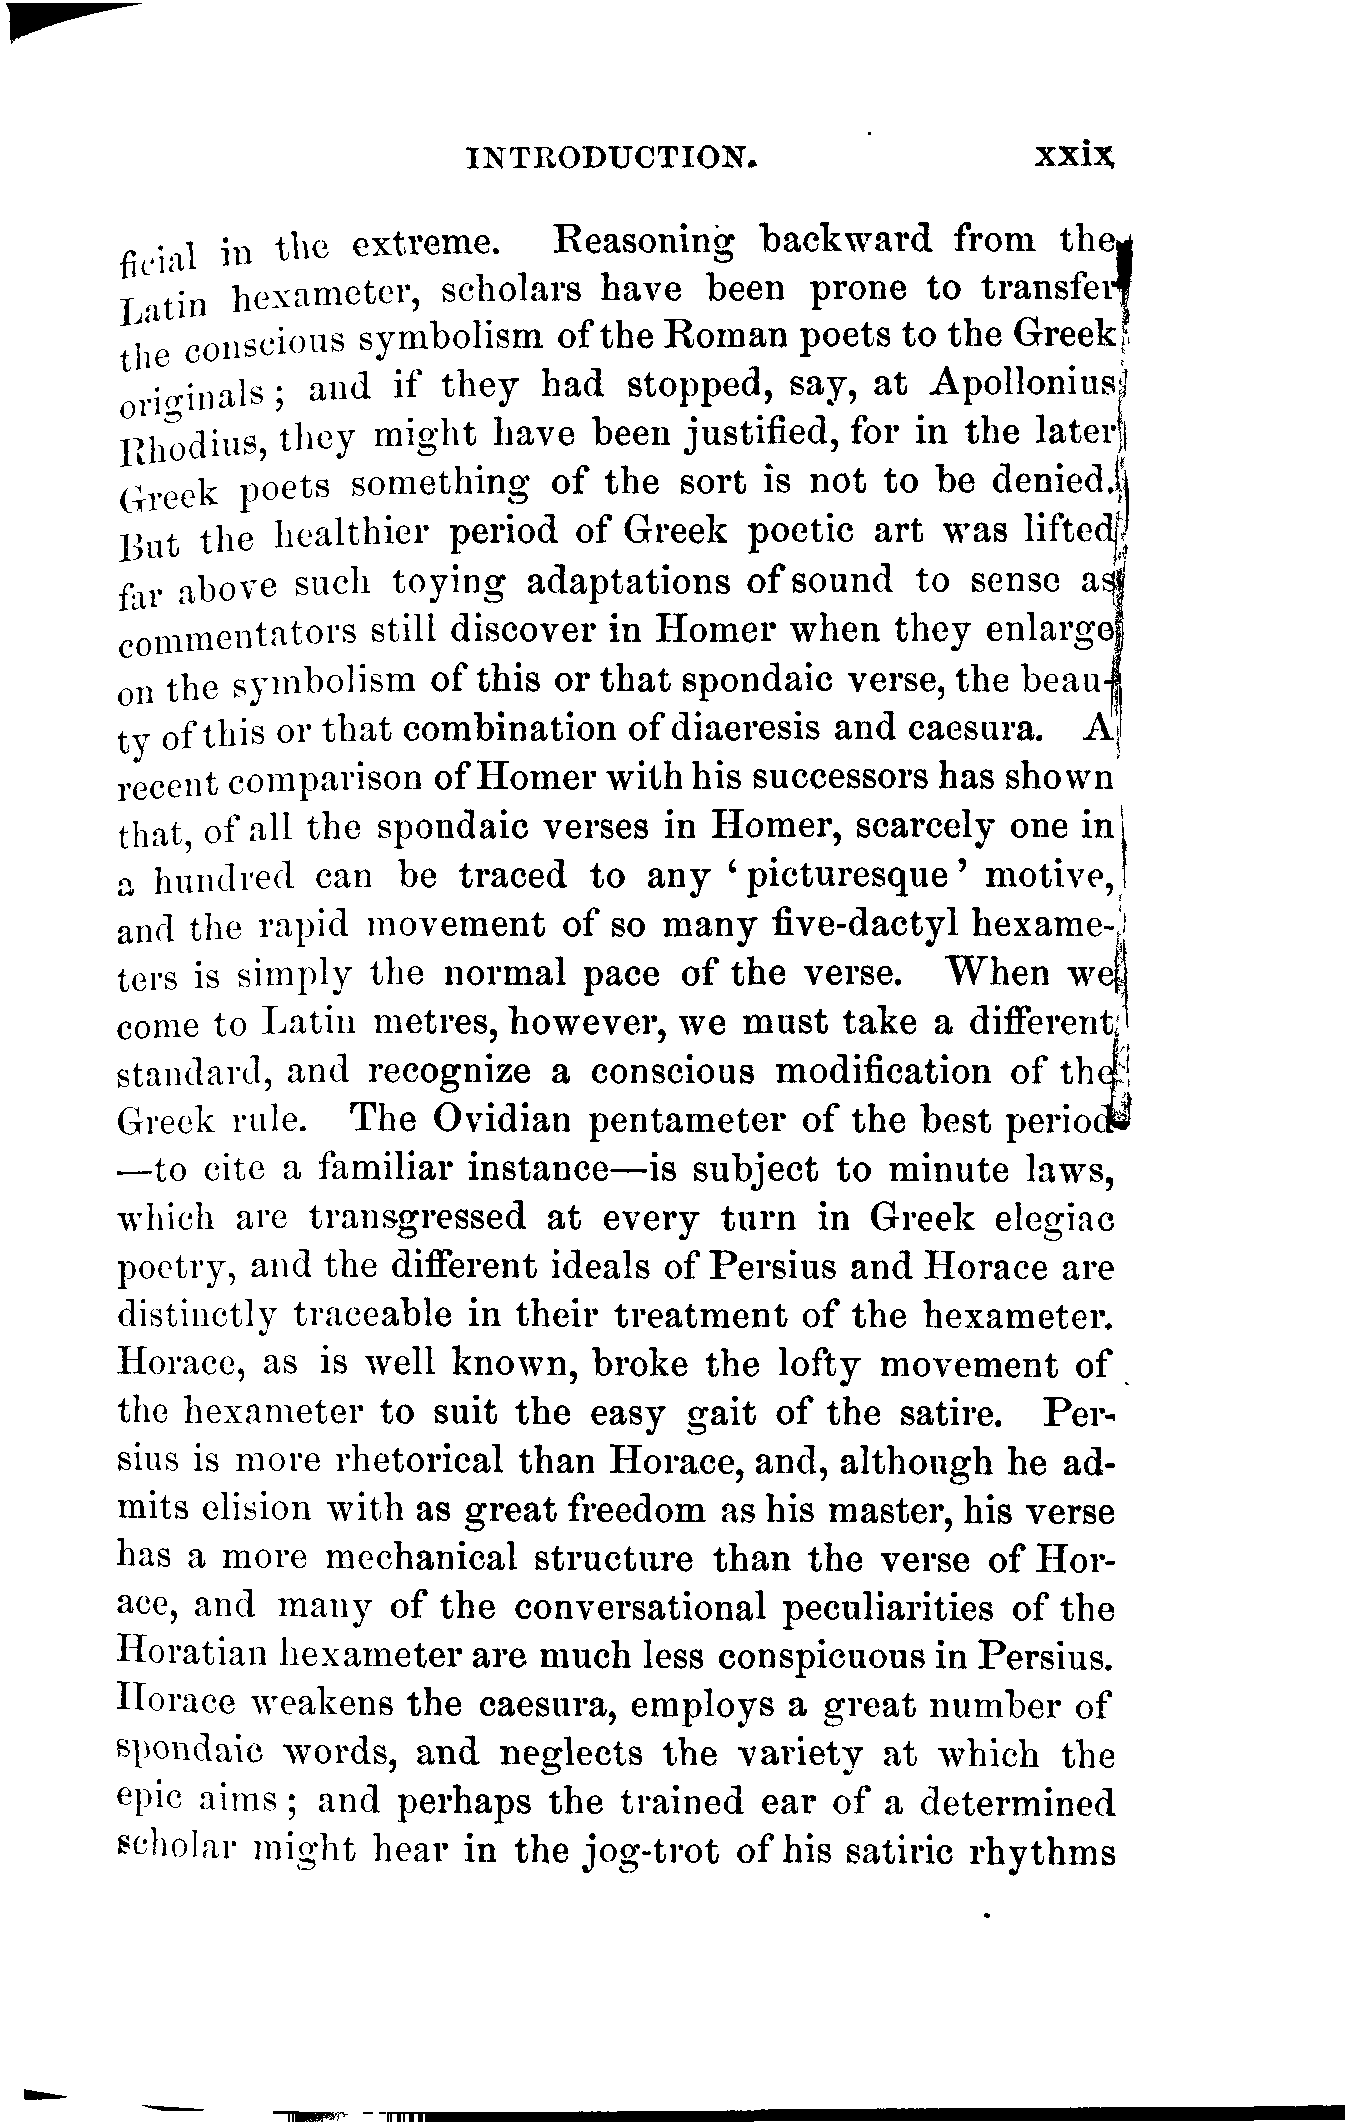 INTRODUCTION. xxix
ficial in the extreme. Reasoning backward from the
Latin hexameter, scholars have been prone to transfer
the conscious symbolism of the Roman poets to the Greek
originals; and if they had stopped, say, at Apollonius
Rhodius, they might have been justified, for in the later
Greek poets something of the sort is not to be denied.
But the healthier period of Greek poetic art was lifted
far above such toying adaptations of sound to sense as
commentators still discover in Homer when they enlarge
on the symbolism of this or that spondaic verse, the beau-
ty of this or that combination of diaeresis and caesura. A
recent comparison of Homer with his successors has shown
that, of all the spondaic verses in Homer, scarcely one in
a hundred can be traced to any ‘picturesque’ motive,
and the rapid movement of so many five-dactyl hexame-
ters is simply the normal pace of the verse. When we
come to Latin metres, however, we must take a different
standard, and recognize a conscious modification of the
Greek rule. The Ovidian pentameter of the best period
—to cite a familiar instance—is subject to minute laws,
which are transgressed at every turn in Greek elegiac
poetry, and the different ideals of Persius and Horace are
distinctly traceable in their treatment of the hexameter.
Horace, as is well known, broke the lofty movement of
the hexameter to suit the easy gait of the satire. Per-
sius is more rhetorical than Horace, and, although he ad-
mits elision with as great freedom as his master, his verse
has a more mechanical structure than the verse of Hor-
ace, and many of the conversational peculiarities of the
Horatian hexameter are much less conspicuous in Persius.
Horace weakens the caesura, employs a great number of
spondaic words, and neglects the variety at which the
epic aims; and perhaps the trained ear of a determined
scholar might hear in the jog-trot of his satiric rhythms